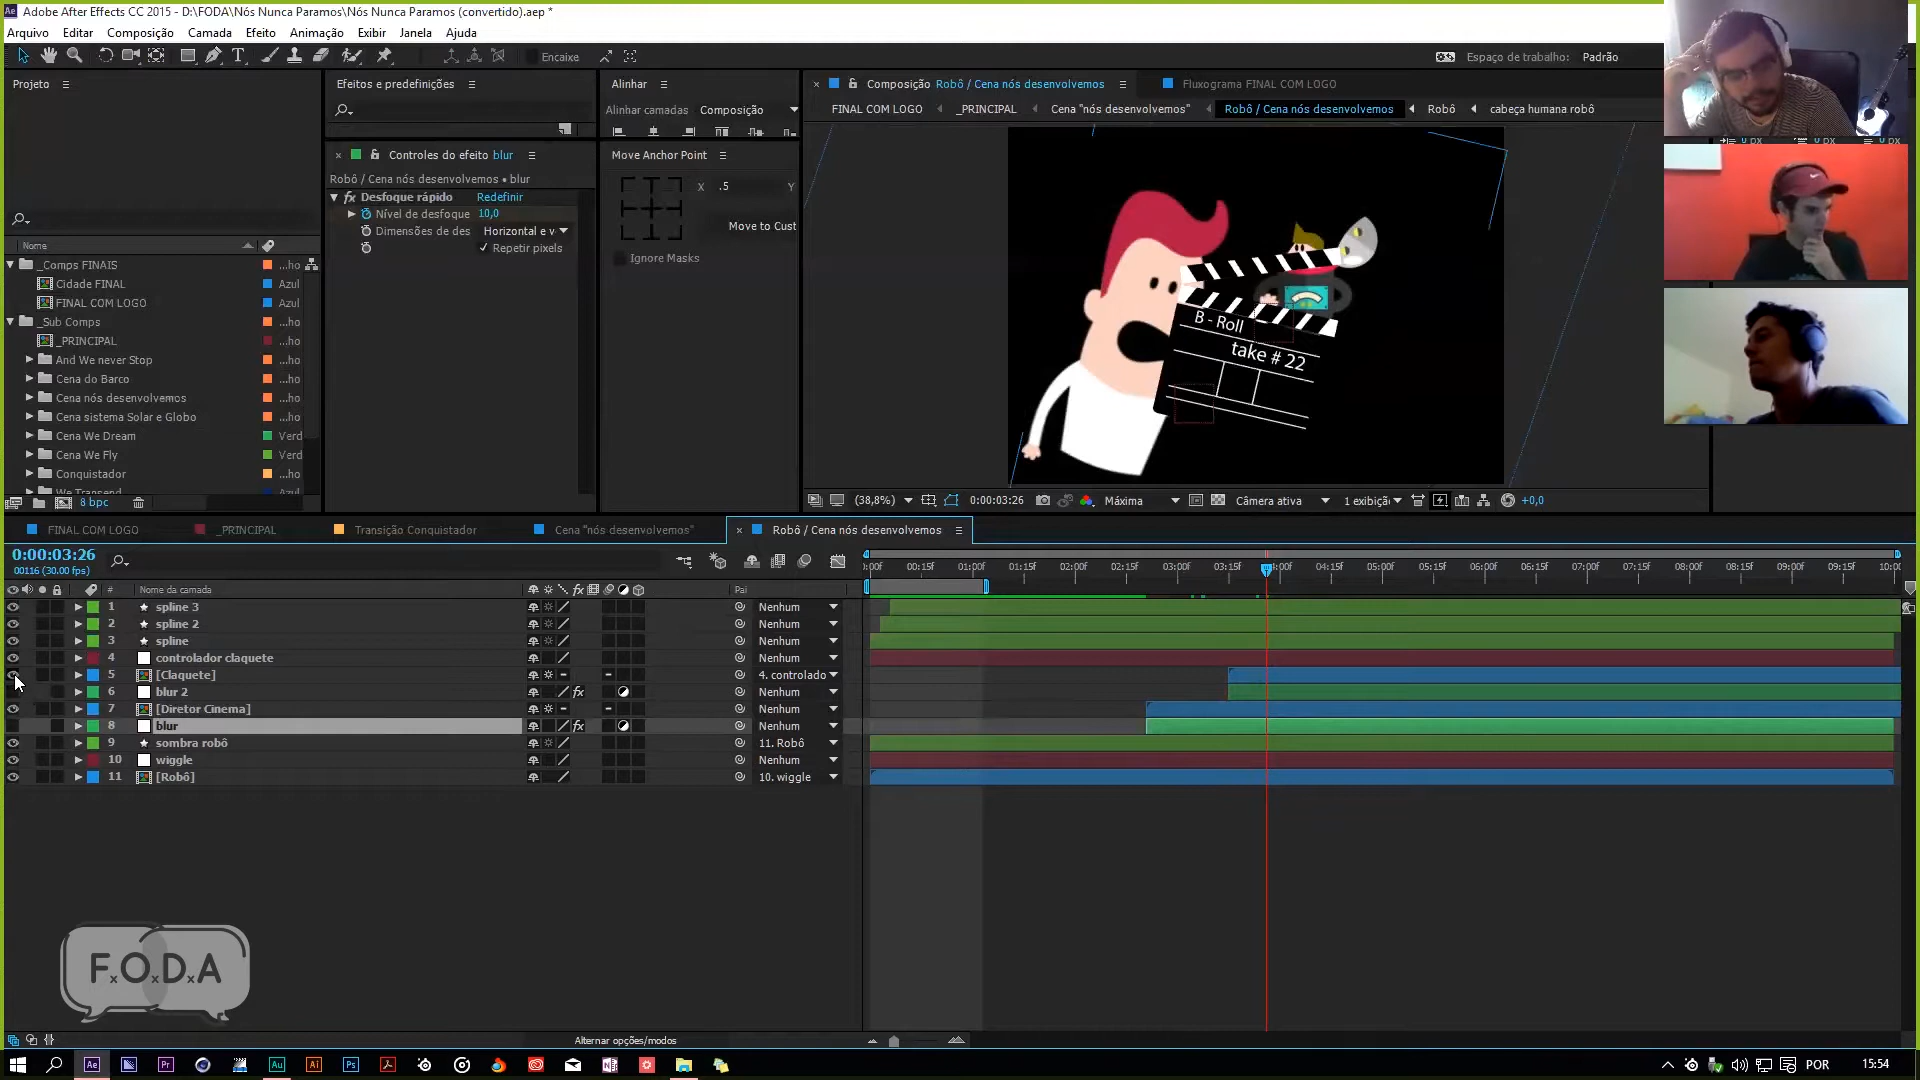 Adobe After Effects CC 2015 - D:\FODA\Nós Nunca Paramos\Nós Nunca Paramos (convertido).aep *
Arquivo Editar Composição Camada Efeito Animação Exibir Janela Ajuda
Encaixe
Espaço de trabalho: Padrão
Projeto
Efeitos e predefinições
Alinhar
Composição Robô / Cena nós desenvolvemos
Fluxograma FINAL COM LOGO
Alinhar camadas Composição
FINAL COM LOGO _PRINCIPAL Cena "nós desenvolvemos" Robô / Cena nós desenvolvemos Robô cabeça humana robô
Controles do efeito blur
Move Anchor Point
Robô / Cena nós desenvolvemos • blur
fx Desfoque rápido Redefinir
Nível de desfoque 10,0
Dimensões de des Horizontal e v
Repetir pixels
X .5 Y
Move to Cust
Ignore Masks
Nome
_Comps FINAIS ...ho
Cidade FINAL Azul
FINAL COM LOGO Azul
_Sub Comps ...ho
_PRINCIPAL ...ho
And We never Stop ...ho
Cena do Barco ...ho
Cena nós desenvolvemos ...ho
Cena sistema Solar e Globo ...ho
Cena We Dream Verd
Cena We Fly Verd
Conquistador ...ho
8 bpc
B - Roll
take # 22
(38,8%) 0:00:03:26 Máxima Câmera ativa 1 exibiçã +0,0
FINAL COM LOGO _PRINCIPAL Transição Conquistador Cena "nós desenvolvemos" Robô / Cena nós desenvolvemos
0:00:03:26
00116 (30.00 fps)
:00f 00:15f 01:00f 01:15f 02:00f 02:15f 03:00f 03:15f 4:00f 04:15f 05:00f 05:15f 06:00f 06:15f 07:00f 07:15f 08:00f 08:15f 09:00f 09:15f 10:0
# Nome da camada fx Pai
1 spline 3 Nenhum
2 spline 2 Nenhum
3 spline Nenhum
4 controlador claquete Nenhum
5 [Claquete] 4. controlado
6 blur 2 fx Nenhum
7 [Diretor Cinema] Nenhum
8 blur fx Nenhum
9 sombra robô 11. Robô
10 wiggle Nenhum
11 [Robô] 10. wiggle
F.O.D.A
x x x
Alternar opções/modos
Ae Pr Au Ai Ps
POR 15:54